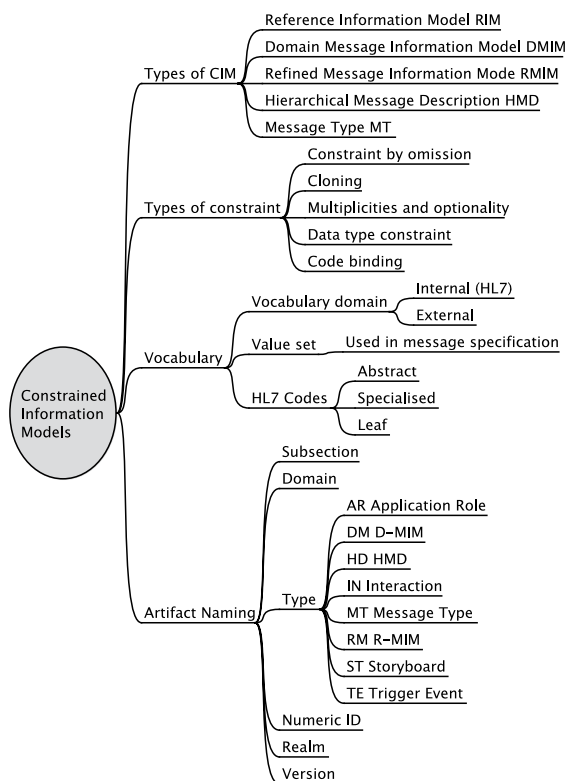 Constrained
Information
Models
Types of CIM
Reference Information Model RIM
Domain Message Information Model DMIM
Refined Message Information Mode RMIM
Hierarchical Message Description HMD
Message Type MT
Types of constraint
Constraint by omission
Cloning
Multiplicities and optionality
Data type constraint
Code binding
Vocabulary
Vocabulary domain
Internal (HL7)
External
Value set
Used in message specification
HL7 Codes
Abstract
Specialised
Leaf
Artifact Naming
Subsection
Domain
Type
AR Application Role
DM D-MIM
HD HMD
IN Interaction
MT Message Type
RM R-MIM
ST Storyboard
TE Trigger Event
Numeric ID
Realm
Version